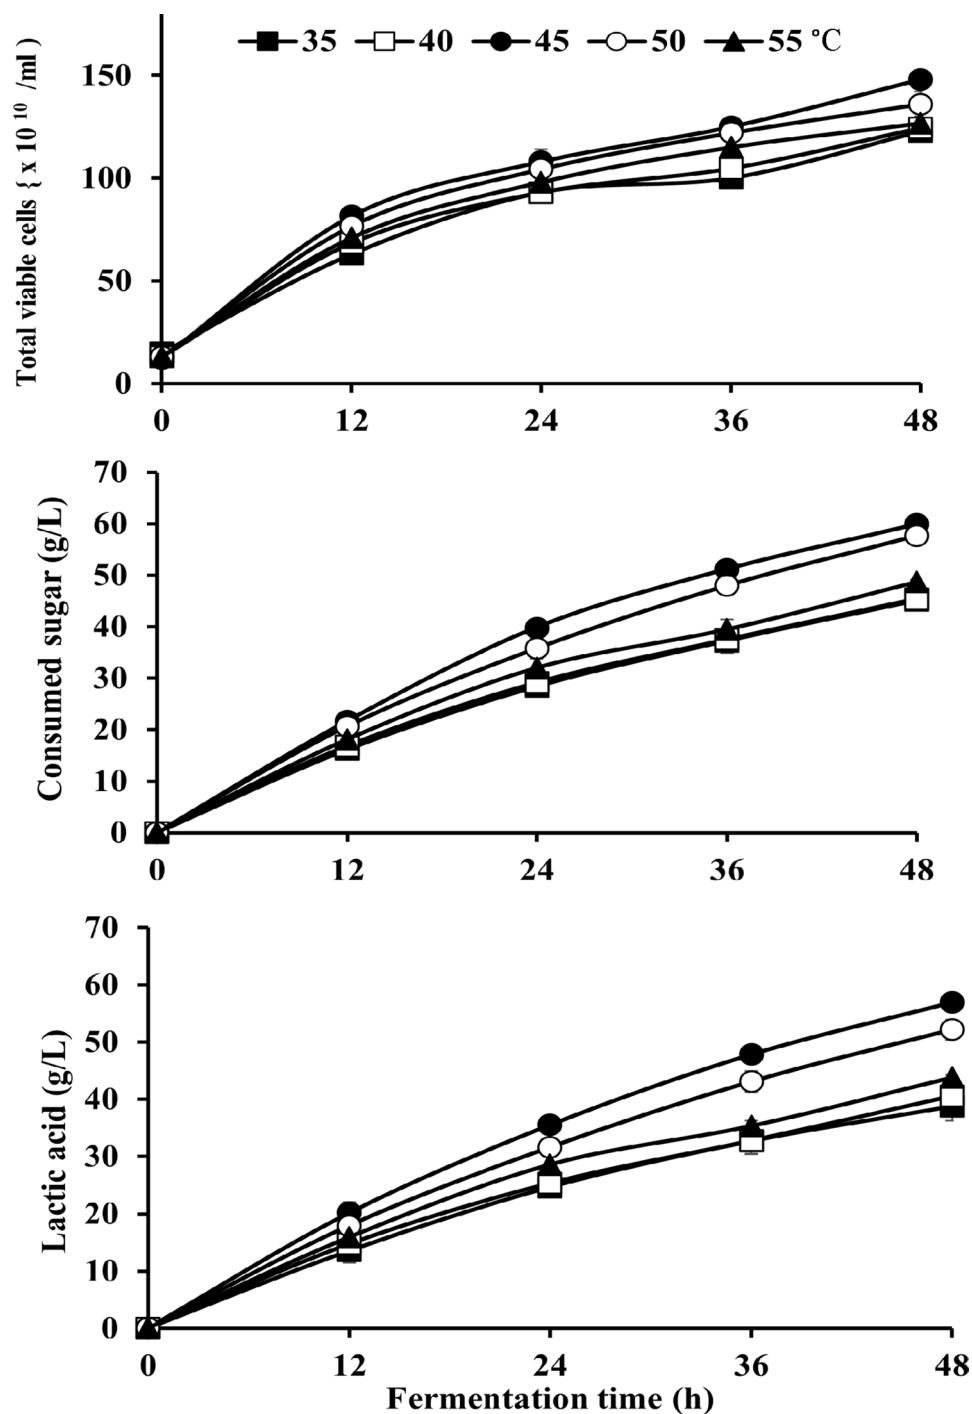 35 40 45 50 55 °C
Total viable cells { x 10 10 /ml )
150
100
50
0
0 12 24 36 48
Consumed sugar (g/L)
70
60
50
40
30
20
10
0
0 12 24 36 48
Lactic acid (g/L)
70
60
50
40
30
20
10
0
0 12 24 36 48
Fermentation time (h)